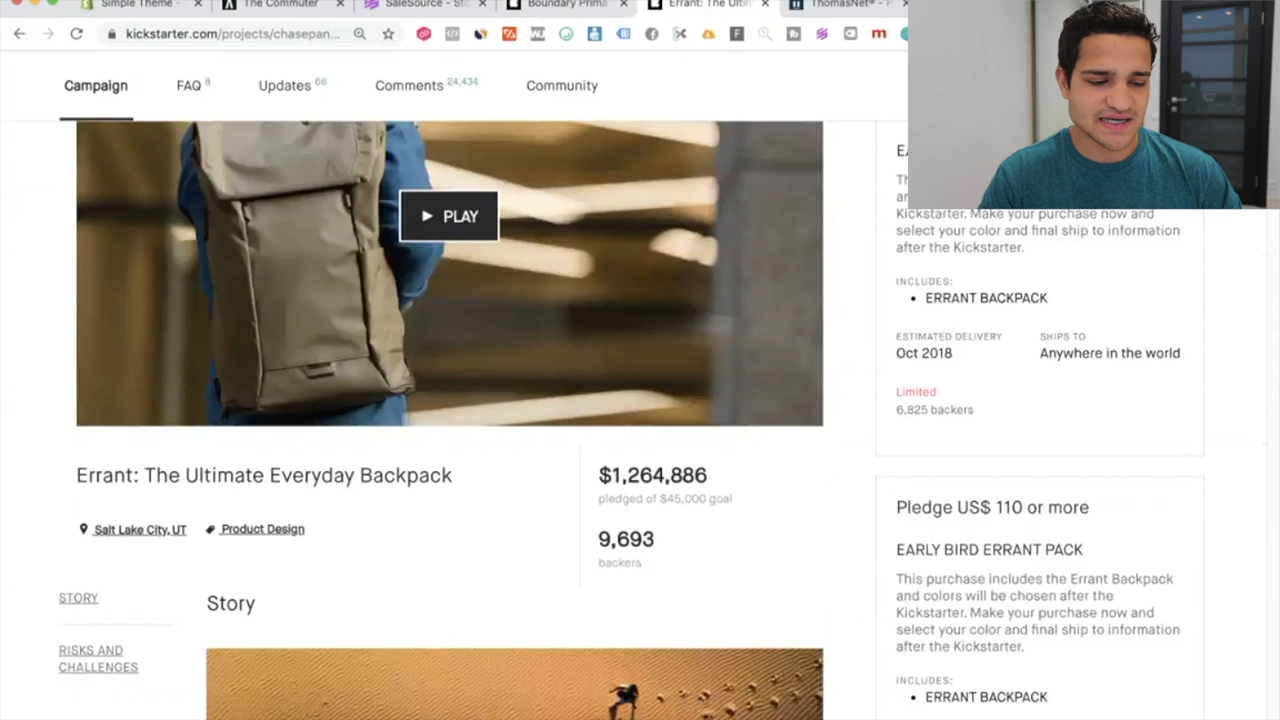 Simple Theme -
The Commuter
SaleSource - Sto
Boundary Prima
Errant: The Ultim
ThomasNet® - P
kickstarter.com/projects/chasepan...
Campaign
FAQ 8
Updates 66
Comments 24,434
Community
PLAY
Errant: The Ultimate Everyday Backpack
Salt Lake City, UT
Product Design
$1,264,886
pledged of $45,000 goal
9,693
backers
STORY
RISKS AND
CHALLENGES
Story
Kickstarter. Make your purchase now and
select your color and final ship to information
after the Kickstarter.
INCLUDES:
• ERRANT BACKPACK
ESTIMATED DELIVERY
Oct 2018
SHIPS TO
Anywhere in the world
Limited
6,825 backers
Pledge US$ 110 or more
EARLY BIRD ERRANT PACK
This purchase includes the Errant Backpack
and colors will be chosen after the
Kickstarter. Make your purchase now and
select your color and final ship to information
after the Kickstarter.
INCLUDES:
• ERRANT BACKPACK